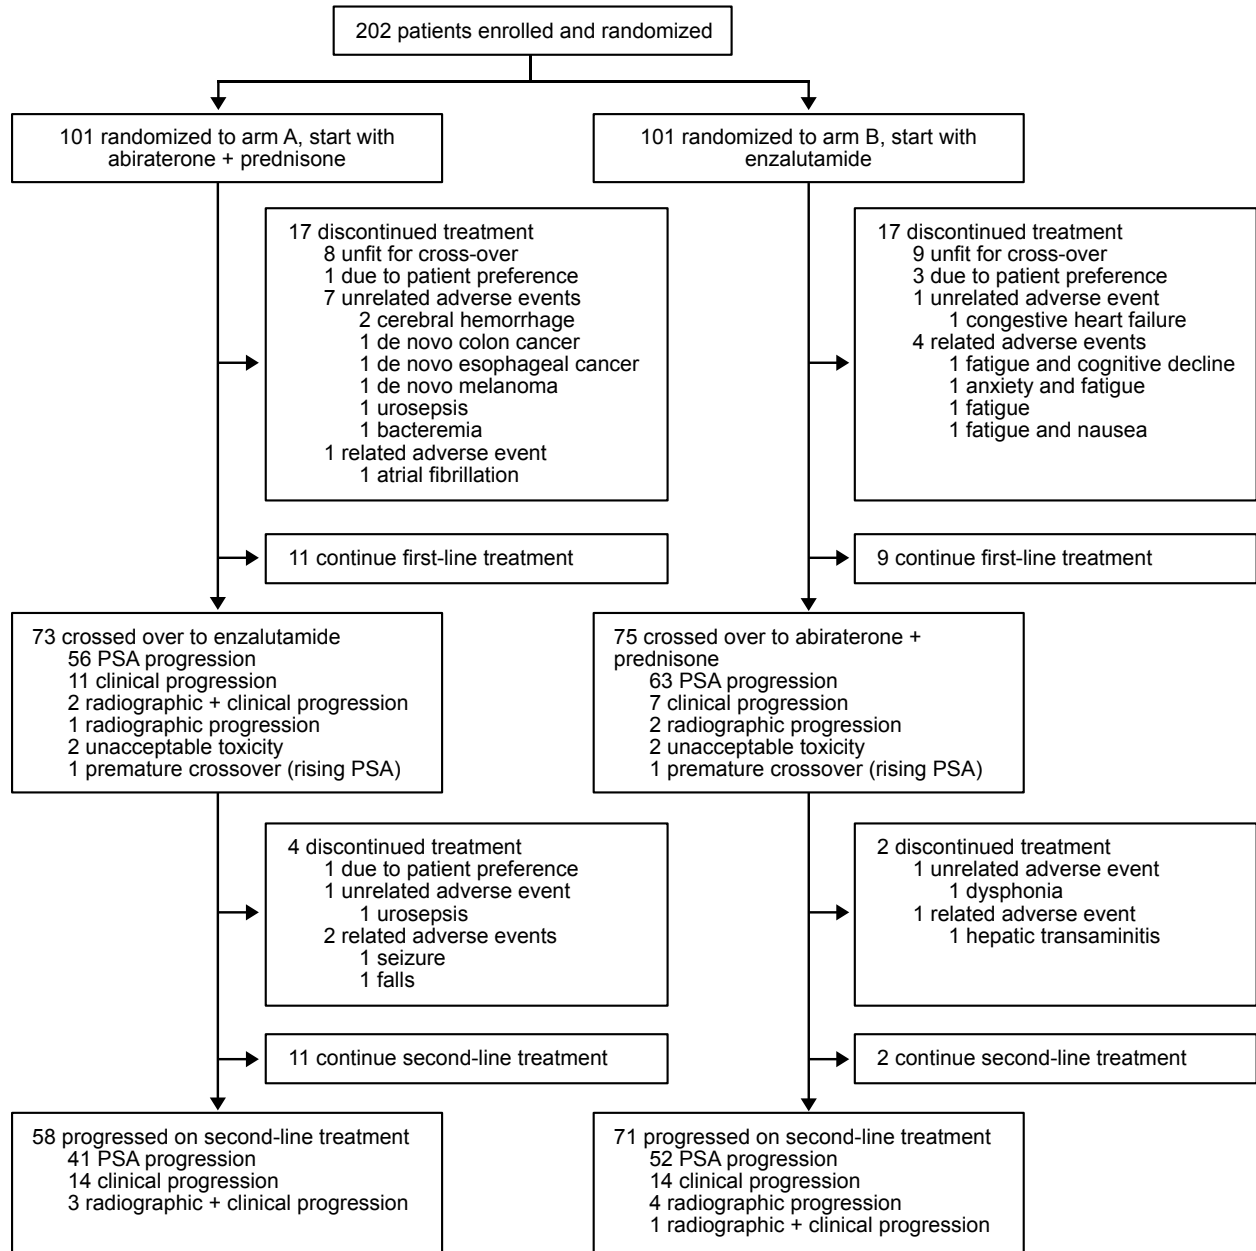 202 patients enrolled and randomized
101 randomized to arm A, start with
abiraterone + prednisone
101 randomized to arm B, start with
enzalutamide
17 discontinued treatment
8 unfit for cross-over
1 due to patient preference
7 unrelated adverse events
2 cerebral hemorrhage
1 de novo colon cancer
1 de novo esophageal cancer
1 de novo melanoma
1 urosepsis
1 bacteremia
1 related adverse event
1 atrial fibrillation
17 discontinued treatment
9 unfit for cross-over
3 due to patient preference
1 unrelated adverse event
1 congestive heart failure
4 related adverse events
1 fatigue and cognitive decline
1 anxiety and fatigue
1 fatigue
1 fatigue and nausea
11 continue first-line treatment
9 continue first-line treatment
73 crossed over to enzalutamide
56 PSA progression
11 clinical progression
2 radiographic + clinical progression
1 radiographic progression
2 unacceptable toxicity
1 premature crossover (rising PSA)
75 crossed over to abiraterone +
prednisone
63 PSA progression
7 clinical progression
2 radiographic progression
2 unacceptable toxicity
1 premature crossover (rising PSA)
4 discontinued treatment
1 due to patient preference
1 unrelated adverse event
1 urosepsis
2 related adverse events
1 seizure
1 falls
2 discontinued treatment
1 unrelated adverse event
1 dysphonia
1 related adverse event
1 hepatic transaminitis
11 continue second-line treatment
2 continue second-line treatment
58 progressed on second-line treatment
41 PSA progression
14 clinical progression
3 radiographic + clinical progression
71 progressed on second-line treatment
52 PSA progression
14 clinical progression
4 radiographic progression
1 radiographic + clinical progression